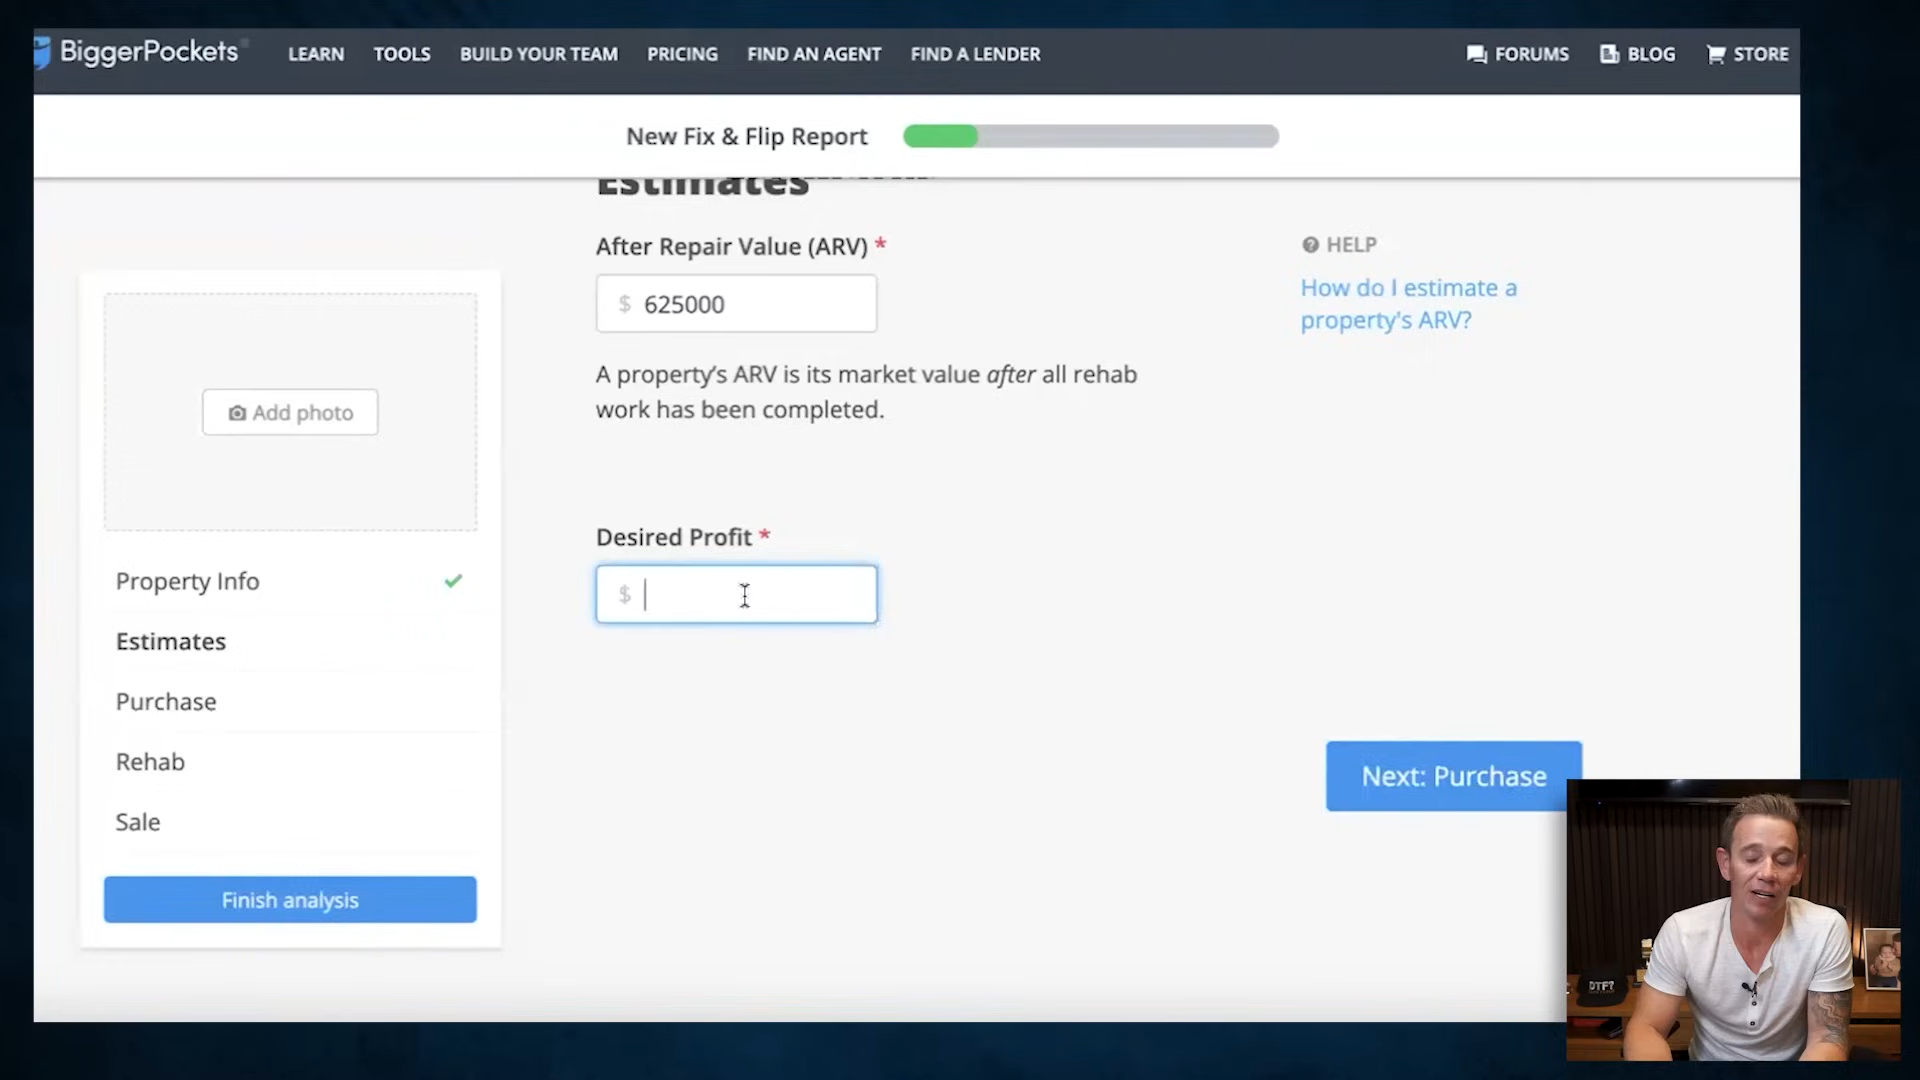 BiggerPockets
LEARN TOOLS BUILD YOUR TEAM PRICING FIND AN AGENT FIND A LENDER FORUMS BLOG STORE
New Fix & Flip Report
Estimates
After Repair Value (ARV) *
$ 625000
A property's ARV is its market value after all rehab
work has been completed.
HELP
How do I estimate a
property's ARV?
Desired Profit *
$
Next: Purchase
Add photo
Property Info
Estimates
Purchase
Rehab
Sale
Finish analysis
DTF?